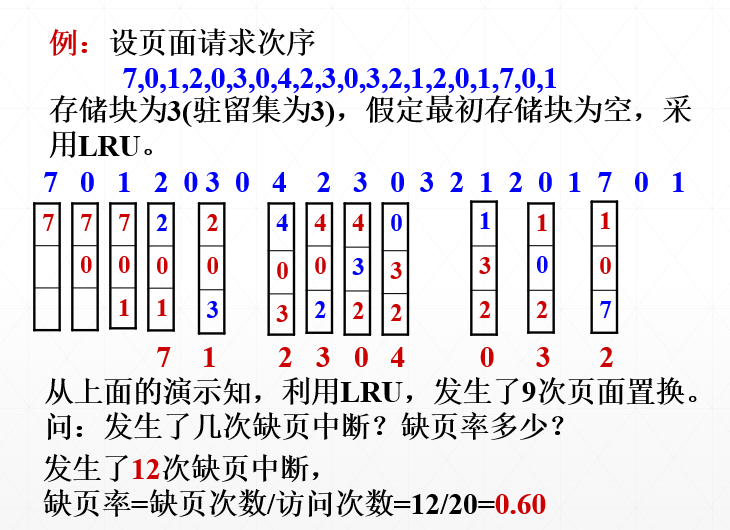 例：设页面请求次序
7,0,1,2,0,3,0,4,2,3,0,3,2,1,2,0,1,7,0,1
存储块为3(驻留集为3)，假定最初存储块为空，采
用LRU。
7 0 1 2 0 3 0 4 2 3 0 3 2 1 2 0 1 7 0 1
7 7 7 2 2 4 4 4 0 1 1 1
0 0 0 0 0 0 3 3 3 0 0
1 1 3 3 2 2 2 2 2 7
7 1 2 3 0 4 0 3 2
从上面的演示知，利用LRU，发生了9次页面置换。
问：发生了几次缺页中断？缺页率多少？
发生了12次缺页中断，
缺页率=缺页次数/访问次数=12/20=0.60